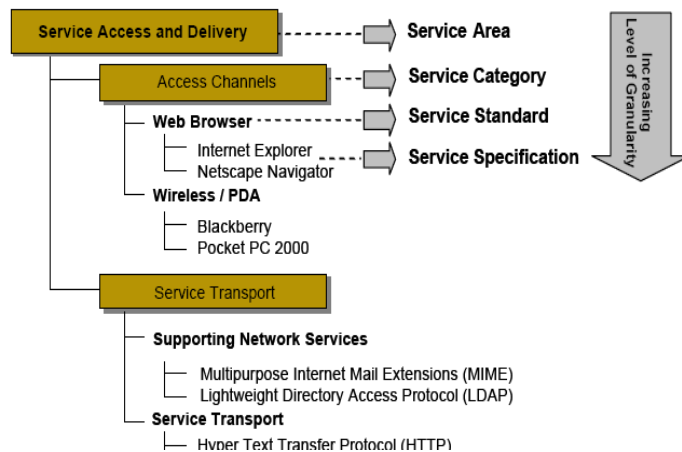 Service Access and Delivery
Service Area
Access Channels
Service Category
Web Browser
Service Standard
Internet Explorer
Service Specification
Netscape Navigator
Wireless / PDA
Blackberry
Pocket PC 2000
Increasing
Level of Granularity
Service Transport
Supporting Network Services
Multipurpose Internet Mail Extensions (MIME)
Lightweight Directory Access Protocol (LDAP)
Service Transport
Hyper Text Transfer Protocol (HTTP)